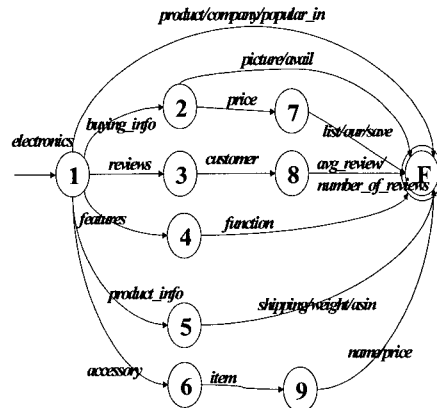 product/company/popular_in
picture/avail
buying_info 2 price 7
electronics list/our/save
1 reviews 3 customer 8 avg_review F
number_of_reviews
features 4 function
product_info 5 shipping/weight/asin
accessory 6 item 9 name/price